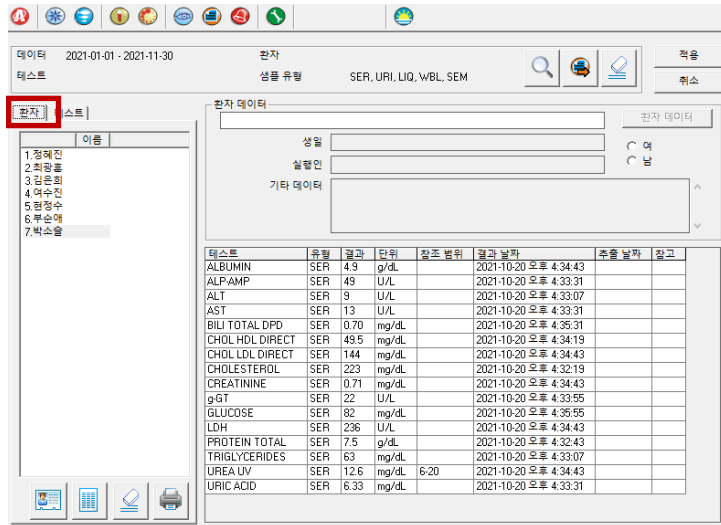 데이터 2021-01-01 - 2021-11-30 환자
테스트 샘플 유형 SER, URI, LIQ, WBL, SEM
적용
취소
환자 테스트
이름
1.정혜진
2.최광훈
3.김은희
4.여수진
5.현정수
6.부순애
7.박소슬
환자 데이터
환자 데이터
생일
여
실행인
남
기타 데이터
테스트 유형 결과 단위 참조 범위 결과 날짜 추출 날짜 참고
ALBUMIN SER 4.9 g/dL 2021-10-20 오후 4:34:43
ALP-AMP SER 49 U/L 2021-10-20 오후 4:33:31
ALT SER 9 U/L 2021-10-20 오후 4:33:07
AST SER 13 U/L 2021-10-20 오후 4:33:31
BILI TOTAL DPD SER 0.70 mg/dL 2021-10-20 오후 4:35:31
CHOL HDL DIRECT SER 49.5 mg/dL 2021-10-20 오후 4:34:19
CHOL LDL DIRECT SER 144 mg/dL 2021-10-20 오후 4:34:43
CHOLESTEROL SER 223 mg/dL 2021-10-20 오후 4:32:19
CREATININE SER 0.71 mg/dL 2021-10-20 오후 4:34:43
g-GT SER 22 U/L 2021-10-20 오후 4:33:55
GLUCOSE SER 82 mg/dL 2021-10-20 오후 4:35:55
LDH SER 236 U/L 2021-10-20 오후 4:34:43
PROTEIN TOTAL SER 7.5 g/dL 2021-10-20 오후 4:32:43
TRIGLYCERIDES SER 63 mg/dL 2021-10-20 오후 4:33:07
UREA UV SER 12.6 mg/dL 6-20 2021-10-20 오후 4:34:43
URIC ACID SER 6.33 mg/dL 2021-10-20 오후 4:33:31